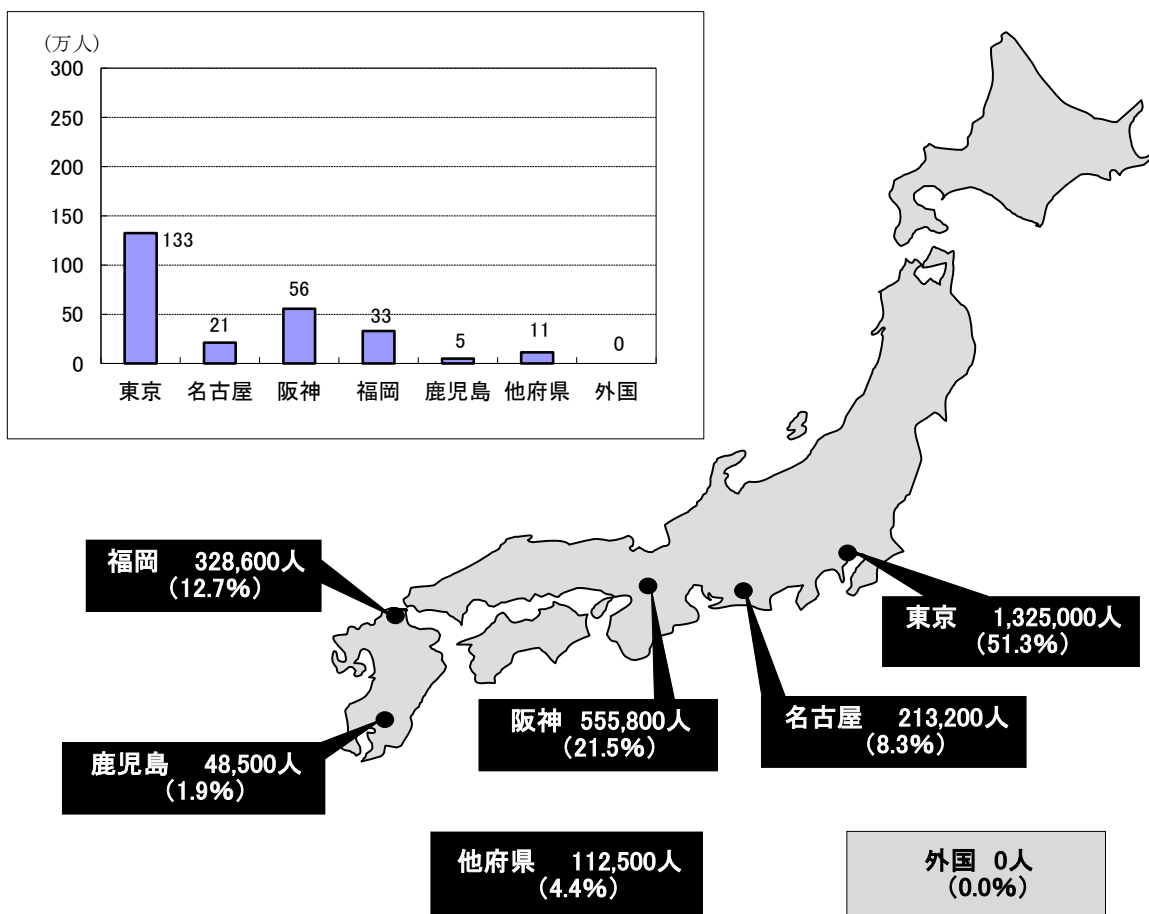 (万人)
300
250
200
150
100
50
0
133
21
56
33
5
11
0
東京 名古屋 阪神 福岡 鹿児島 他府県 外国
福岡 328,600人
(12.7%)
東京 1,325,000人
(51.3%)
阪神 555,800人
(21.5%)
名古屋 213,200人
(8.3%)
鹿児島 48,500人
(1.9%)
他府県 112,500人
(4.4%)
外国 0人
(0.0%)